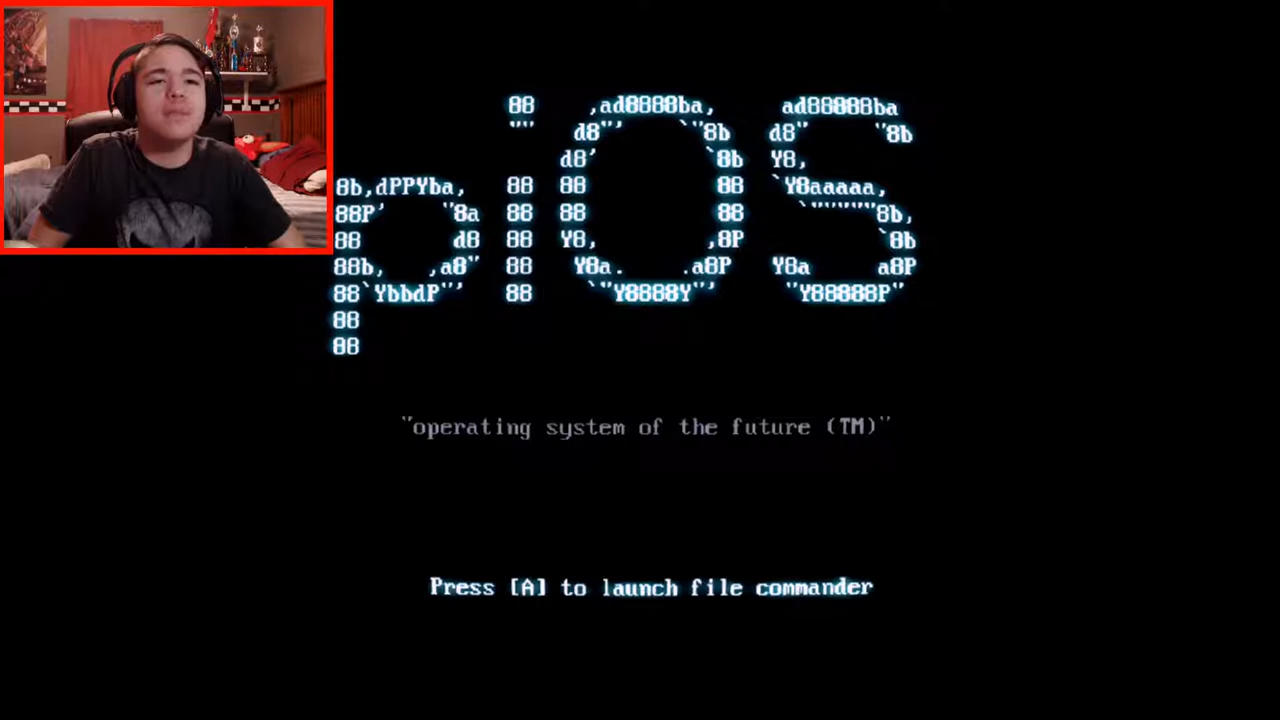 piOS
"operating system of the future (TM)"
Press [A] to launch file commander